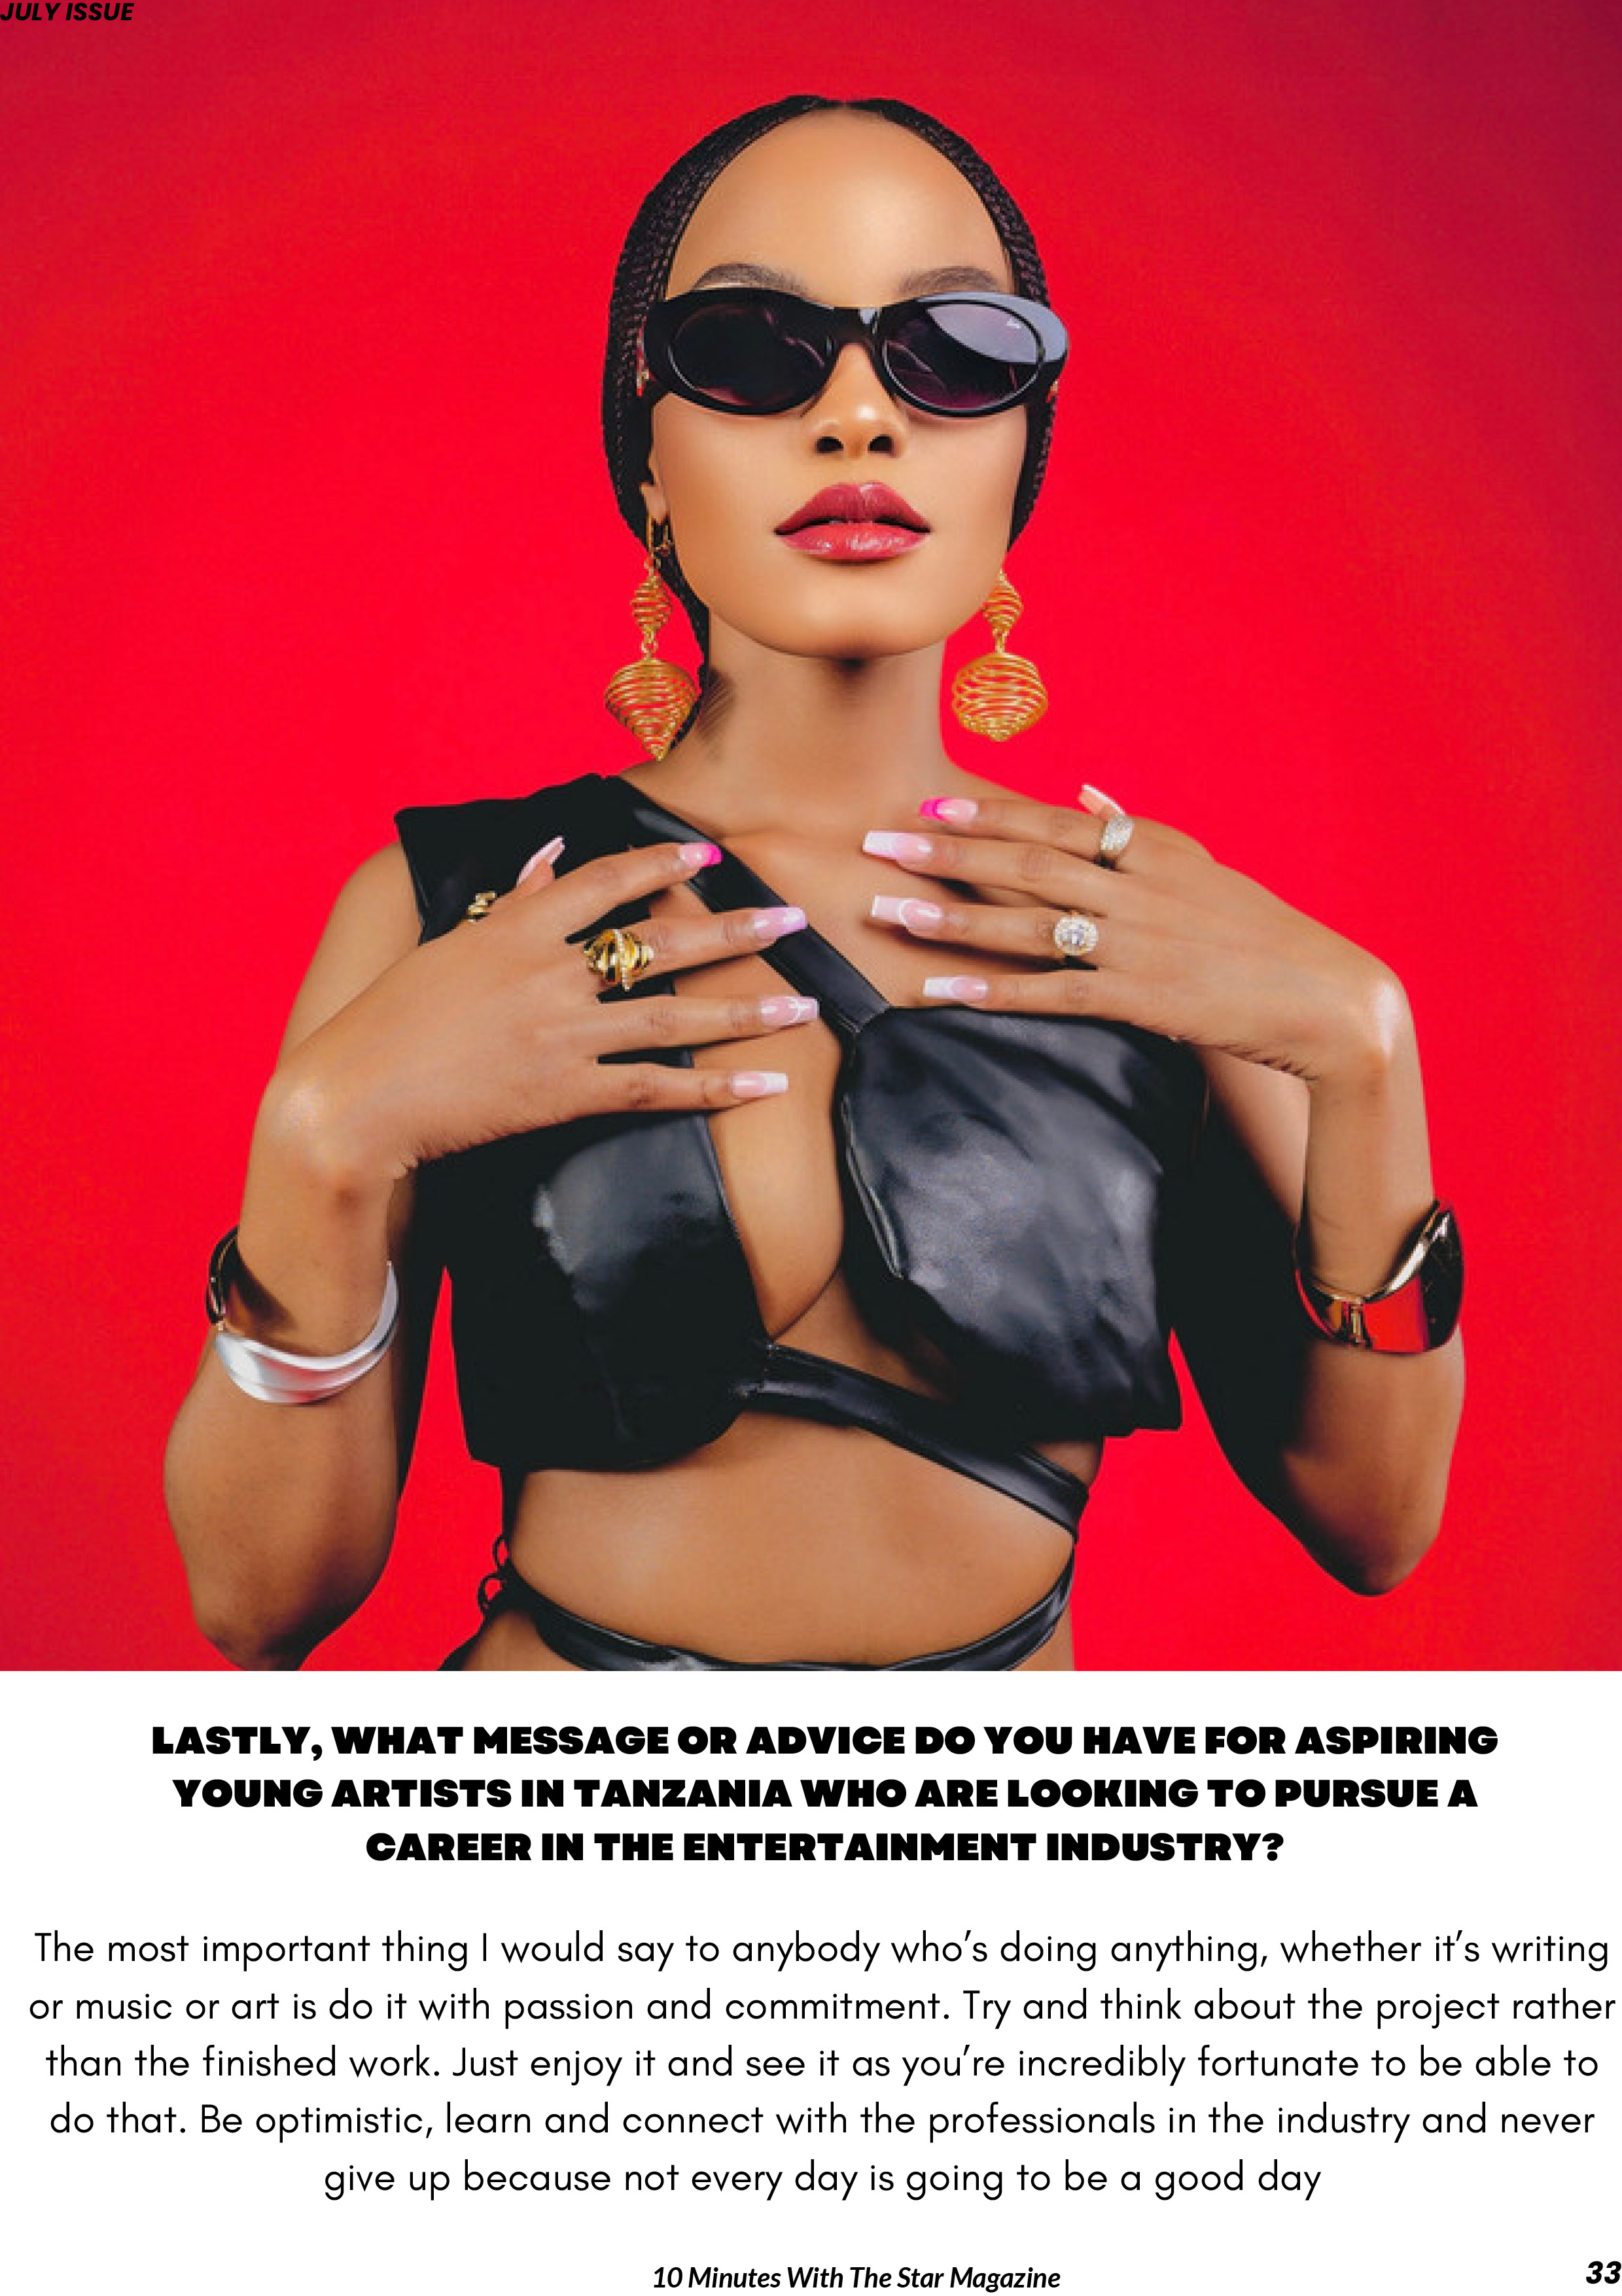 JULY ISSUE
LASTLY, WHAT MESSAGE OR ADVICE DO YOU HAVE FOR ASPIRING
YOUNG ARTISTS IN TANZANIA WHO ARE LOOKING TO PURSUE A
CAREER IN THE ENTERTAINMENT INDUSTRY?
The most important thing I would say to anybody who’s doing anything, whether it’s writing
or music or art is do it with passion and commitment. Try and think about the project rather
than the finished work. Just enjoy it and see it as you’re incredibly fortunate to be able to
do that. Be optimistic, learn and connect with the professionals in the industry and never
give up because not every day is going to be a good day
10 Minutes With The Star Magazine
33